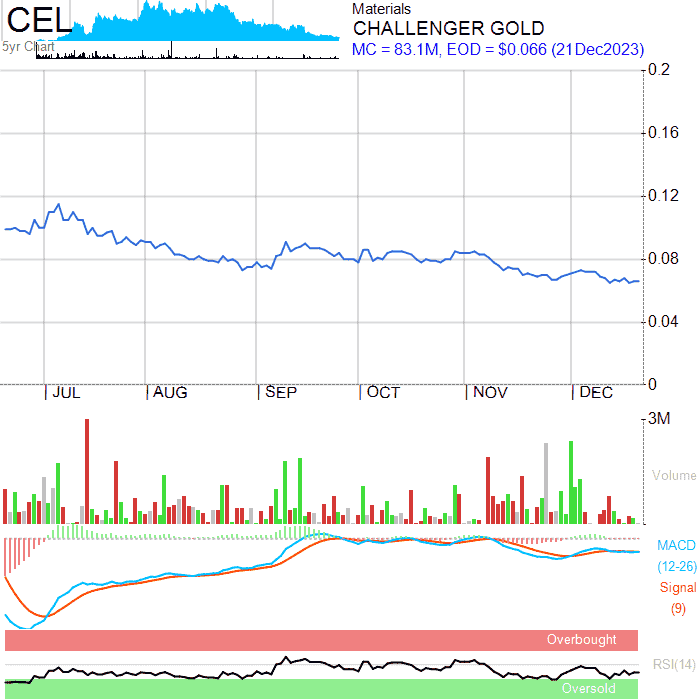 CEL
5yr Chart
Materials
CHALLENGER GOLD
MC = 83.1M, EOD = $0.066 (21Dec2023)
0.2
0.16
0.12
0.08
0.04
0
JUL AUG SEP OCT NOV DEC
3M
Volume
MACD
(12-26)
Signal
(9)
Overbought
RSI(14)
Oversold